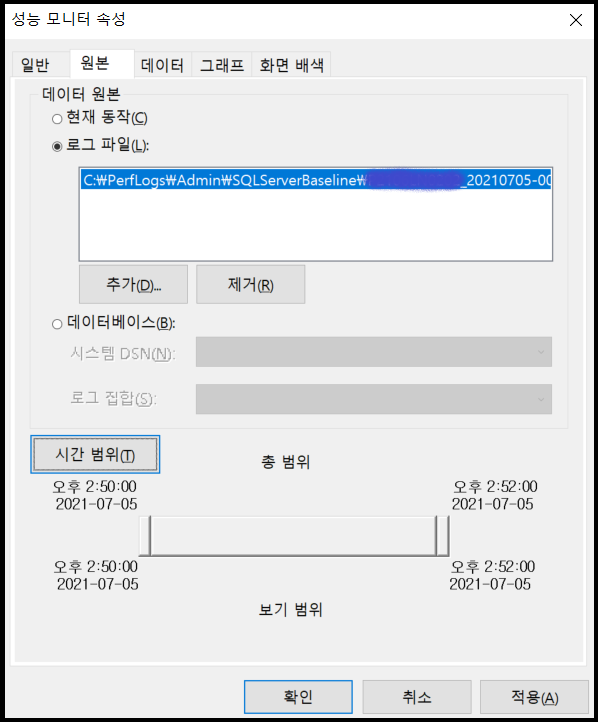 성능 모니터 속성
일반 원본 데이터 그래프 화면 배색
데이터 원본
현재 동작(C)
로그 파일(L):
C:₩PerfLogs₩Admin₩SQLServerBaseline₩ _20210705-00
추가(D)... 제거(R)
데이터베이스(B):
시스템 DSN(N):
로그 집합(S):
시간 범위(T)
총 범위
오후 2:50:00 오후 2:52:00
2021-07-05 2021-07-05
오후 2:50:00 오후 2:52:00
2021-07-05 2021-07-05
보기 범위
확인 취소 적용(A)